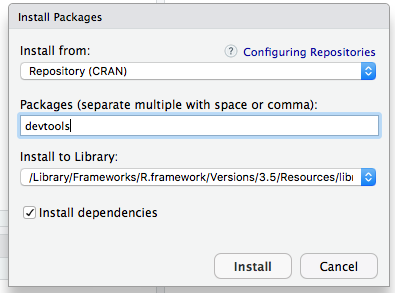 Install Packages
Install from:
? Configuring Repositories
Repository (CRAN)
Packages (separate multiple with space or comma):
devtools
Install to Library:
/Library/Frameworks/R.framework/Versions/3.5/Resources/libr
Install dependencies
Install
Cancel